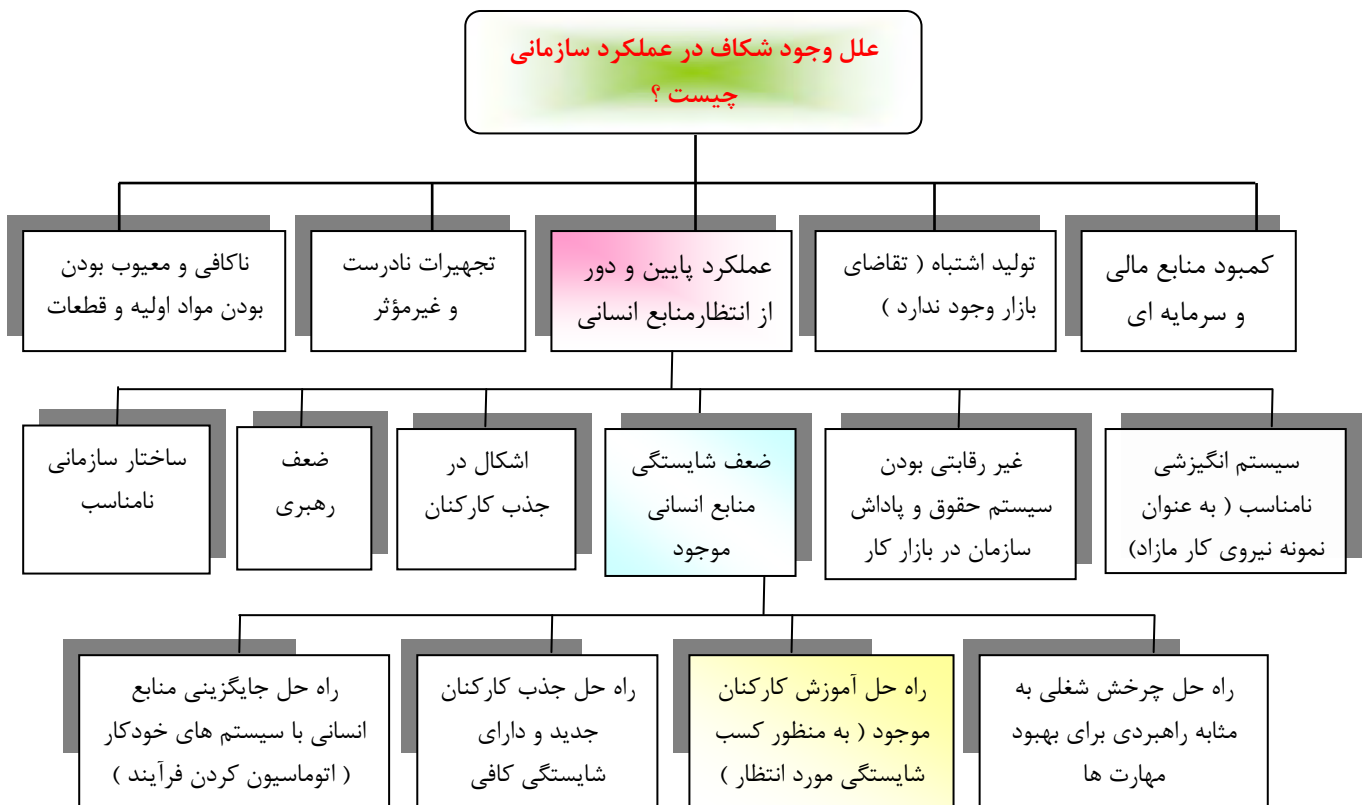 علل وجود شکاف در عملکرد سازمانی
چیست ؟
کمبود منابع مالی
و سرمایه ای
تولید اشتباه ( تقاضای
بازار وجود ندارد )
عملکرد پایین و دور
از انتظارمنابع انسانی
تجهیرات نادرست
و غیرمؤثر
ناکافی و معیوب بودن
بودن مواد اولیه و قطعات
سیستم انگیزشی
نامناسب ( به عنوان
نمونه نیروی کار مازاد)
غیر رقابتی بودن
سیستم حقوق و پاداش
سازمان در بازار کار
ضعف شایستگی
منابع انسانی
موجود
اشکال در
جذب کارکنان
ضعف
رهبری
ساختار سازمانی
نامناسب
راه حل چرخش شغلی به
مثابه راهبردی برای بهبود
مهارت ها
راه حل آموزش کارکنان
موجود ( به منظور کسب
شایستگی مورد انتظار )
راه حل جذب کارکنان
جدید و دارای
شایستگی کافی
راه حل جایگزینی منابع
انسانی با سیستم های خودکار
( اتوماسیون کردن فرآیند )